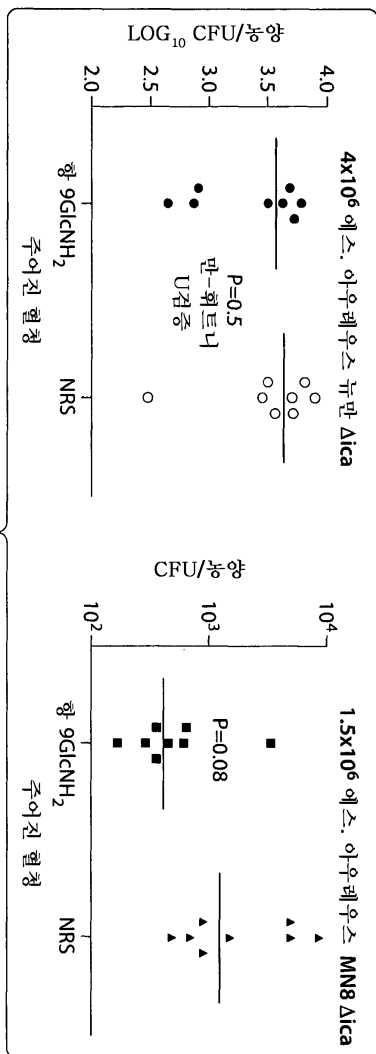 4x10⁶ 에스. 아우레우스 뉴만 Δica
LOG₁₀ CFU/농양
4.0
3.5
3.0
2.5
2.0
P=0.5
만-휘트니
U검증
항 9GlcNH₂
NRS
주어진 혈청
1.5x10⁶ 에스. 아우레우스 MN8 Δica
CFU/농양
10⁴
10³
10²
P=0.08
항 9GlcNH₂
NRS
주어진 혈청